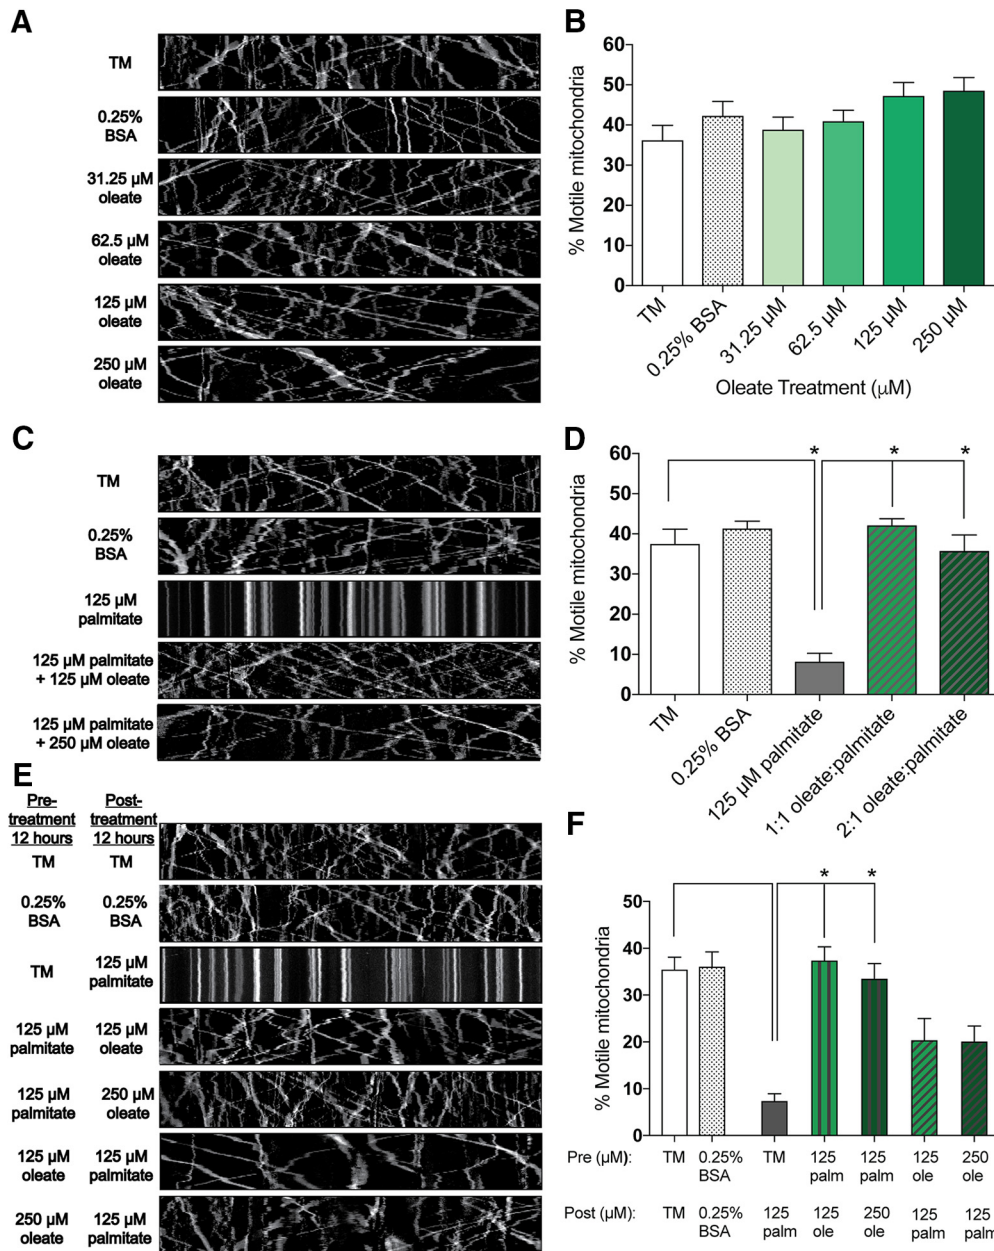 A
TM
0.25%
BSA
31.25 µM
oleate
62.5 µM
oleate
125 µM
oleate
250 µM
oleate
B
% Motile mitochondria
60
50
40
30
20
10
0
TM
0.25% BSA
31.25 µM
62.5 µM
125 µM
250 µM
Oleate Treatment (µM)
C
TM
0.25%
BSA
125 µM
palmitate
125 µM palmitate
+ 125 µM oleate
125 µM palmitate
+ 250 µM oleate
D
% Motile mitochondria
60
50
40
30
20
10
0
* * *
TM
0.25% BSA
125 µM palmitate
1:1 oleate:palmitate
2:1 oleate:palmitate
E
Pre-
treatment
12 hours
Post-
treatment
12 hours
TM TM
0.25%
BSA
0.25%
BSA
TM
125 µM
palmitate
125 µM
palmitate
125 µM
oleate
125 µM
palmitate
250 µM
oleate
125 µM
oleate
125 µM
palmitate
250 µM
oleate
125 µM
palmitate
F
% Motile mitochondria
50
40
30
20
10
0
* *
Pre (µM): TM 0.25% TM 125 125 125 250
BSA palm palm ole ole
Post (µM): TM 0.25% 125 125 250 125 125
BSA palm ole ole palm palm